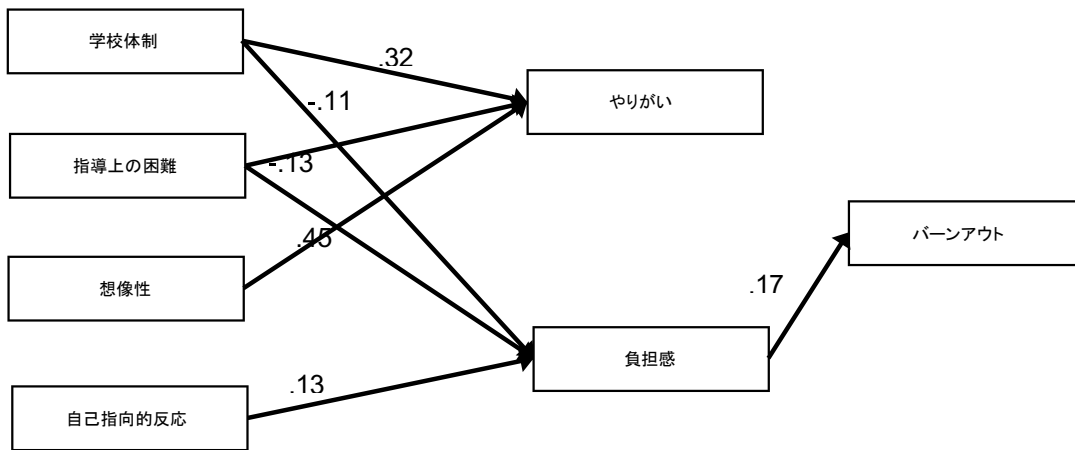 学校体制
.32
やりがい
-.11
指導上の困難
-.13
バーンアウト
.45
想像性
.17
負担感
.13
自己指向的反応